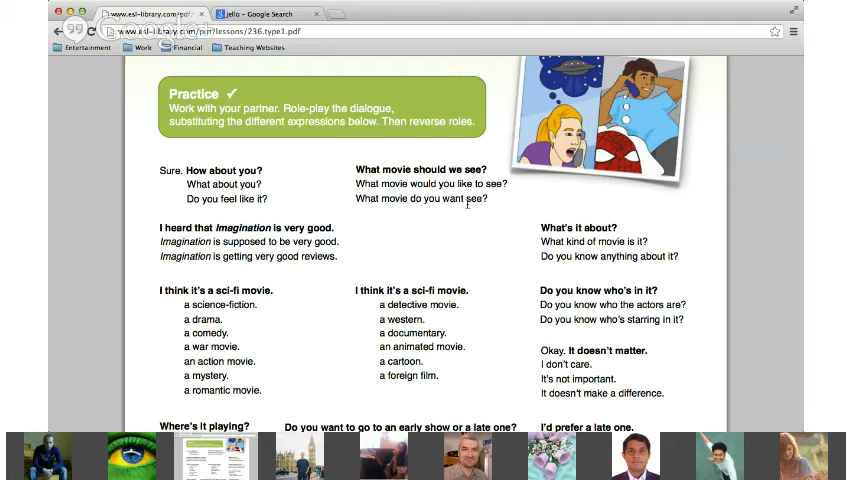 www.esl-library.com/pdf/
jello - Google Search
Google
www.esl-library.com/pdf/lessons/236.type1.pdf
Entertainment
Work
Financial
Teaching Websites
Practice ✓
Work with your partner. Role-play the dialogue,
substituting the different expressions below. Then reverse roles.
Sure. How about you?
What about you?
Do you feel like it?
What movie should we see?
What movie would you like to see?
What movie do you want see?
I heard that Imagination is very good.
Imagination is supposed to be very good.
Imagination is getting very good reviews.
What's it about?
What kind of movie is it?
Do you know anything about it?
I think it's a sci-fi movie.
a science-fiction.
a drama.
a comedy.
a war movie.
an action movie.
a mystery.
a romantic movie.
I think it's a sci-fi movie.
a detective movie.
a western.
a documentary.
an animated movie.
a cartoon.
a foreign film.
Do you know who's in it?
Do you know who the actors are?
Do you know who's starring in it?
Okay. It doesn't matter.
I don't care.
It's not important.
It doesn't make a difference.
Where's it playing?
Do you want to go to an early show or a late one?
I'd prefer a late one.